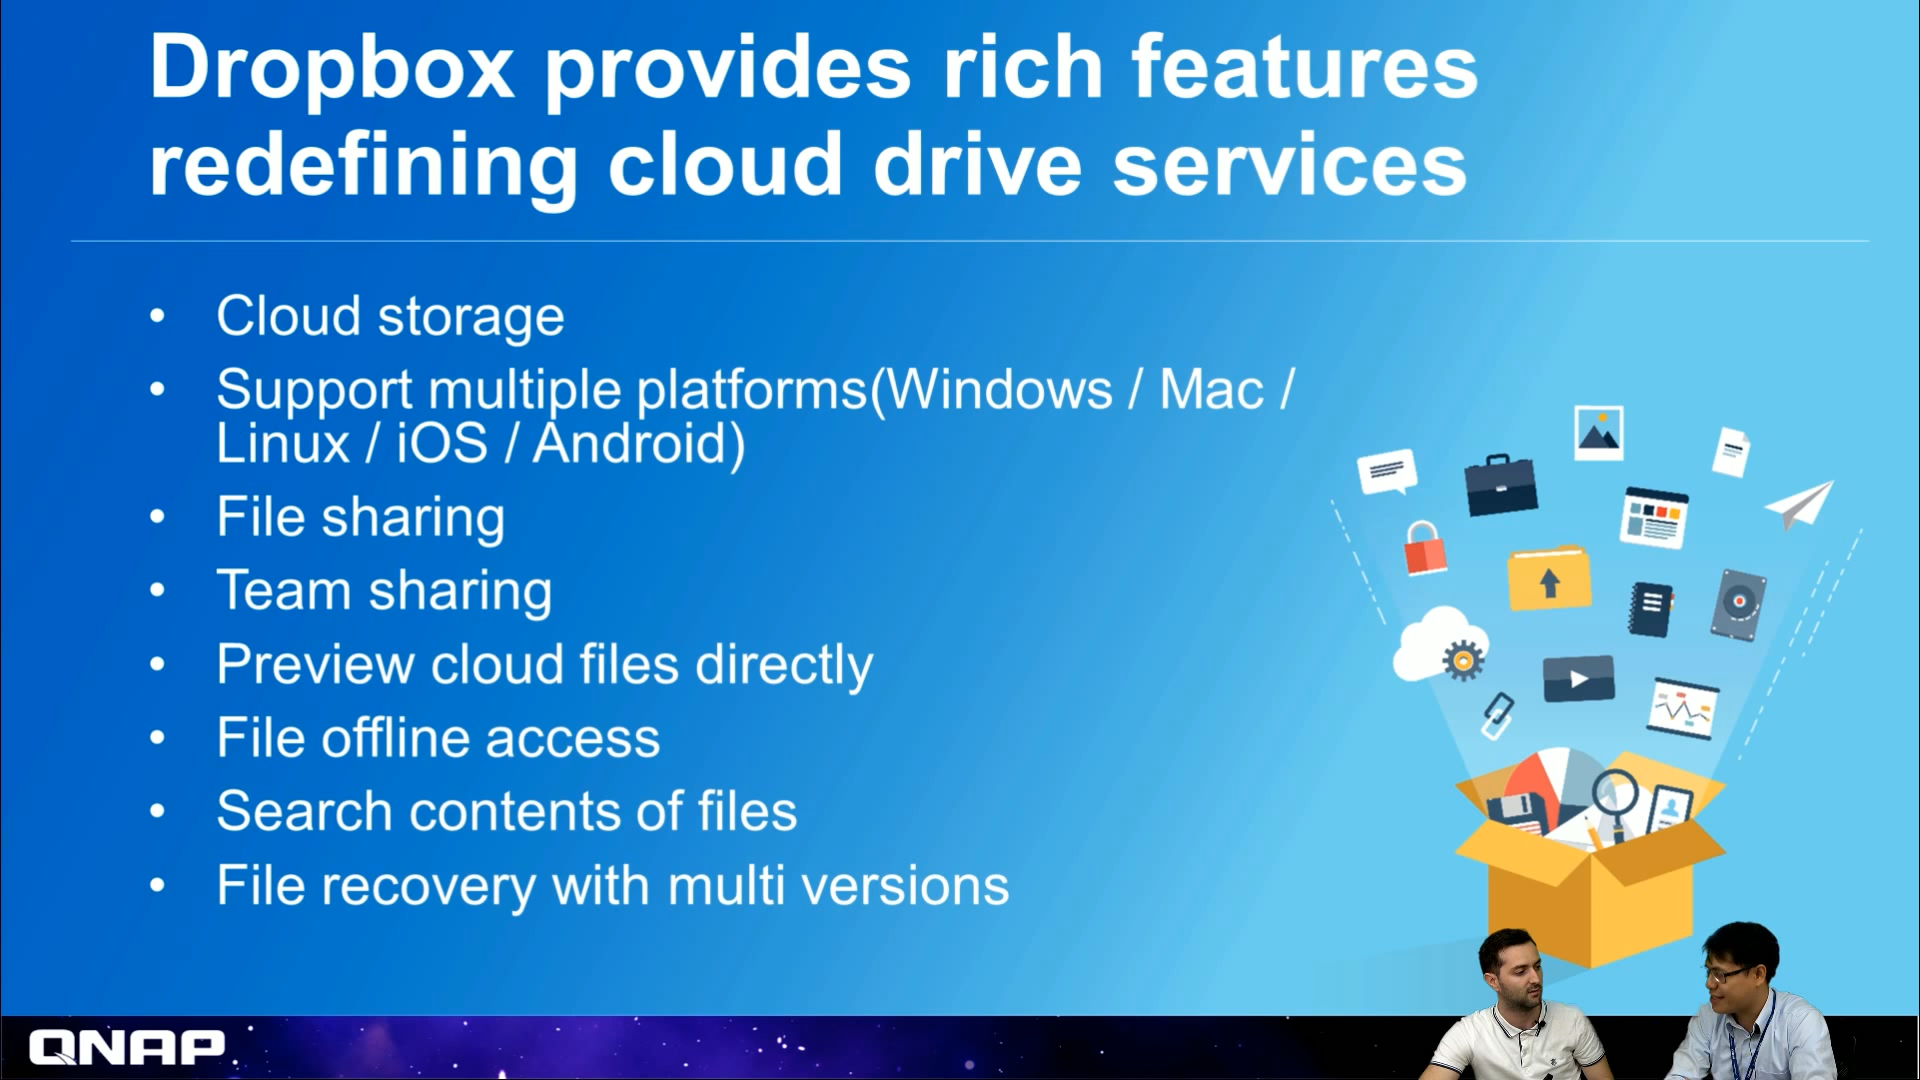 Dropbox provides rich features
redefining cloud drive services
• Cloud storage
• Support multiple platforms(Windows / Mac /
Linux / iOS / Android)
• File sharing
• Team sharing
• Preview cloud files directly
• File offline access
• Search contents of files
• File recovery with multi versions
QNAP